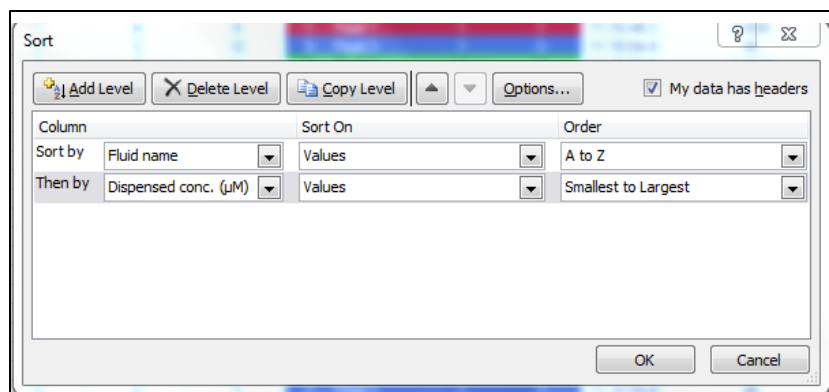 Sort
Add Level Delete Level Copy Level Options... My data has headers
Column Sort On Order
Sort by Fluid name Values A to Z
Then by Dispensed conc. (µM) Values Smallest to Largest
OK Cancel